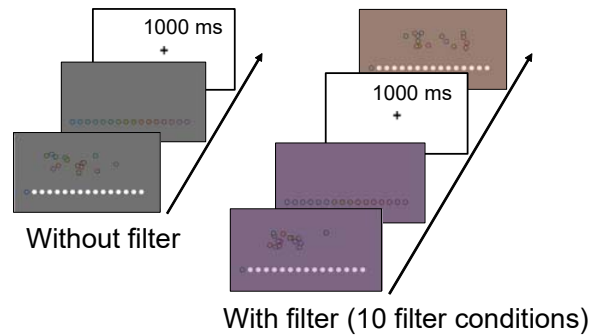 1000 ms
1000 ms
Without filter
With filter (10 filter conditions)